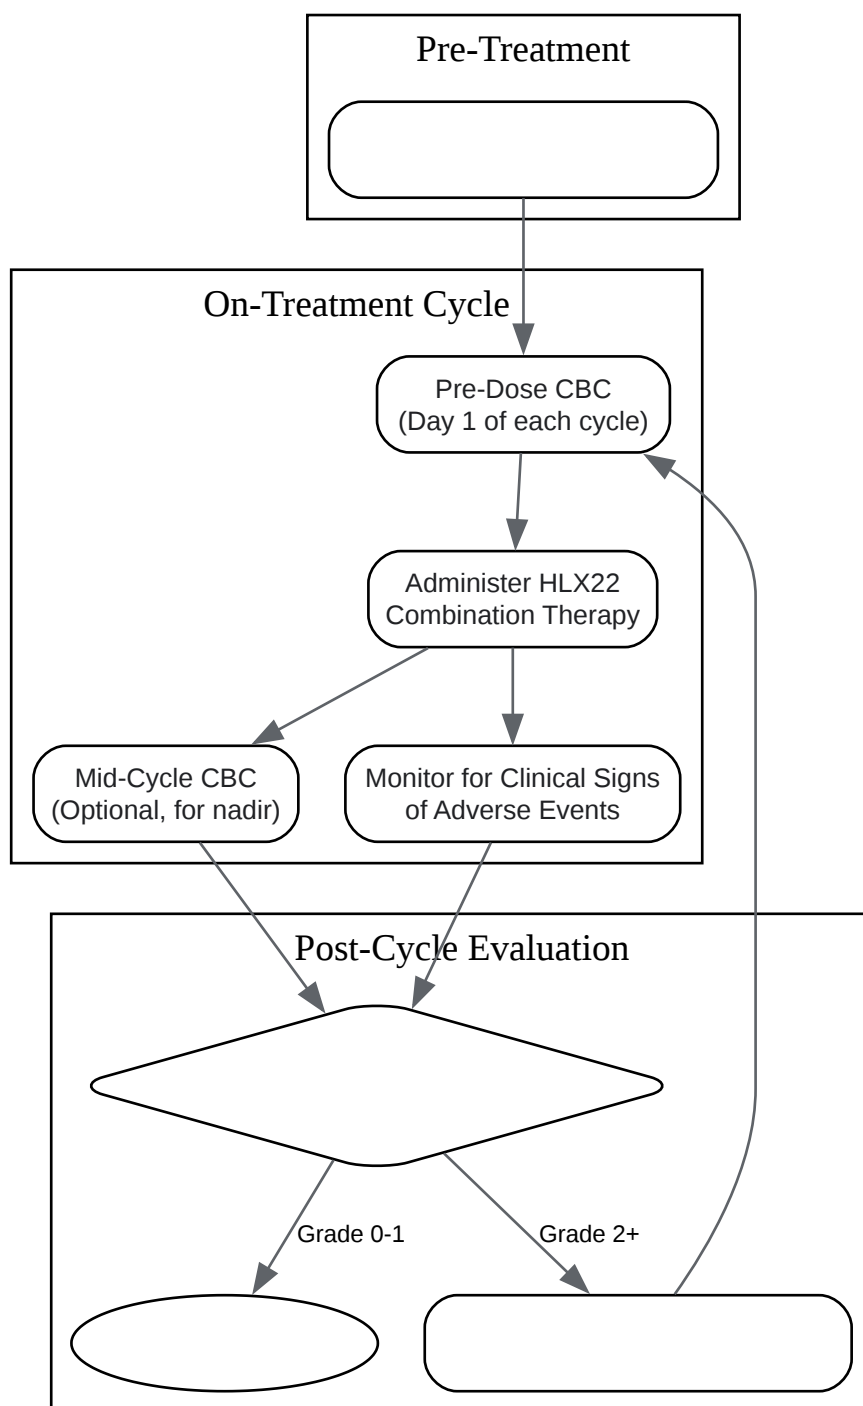 Pre-Treatment
On-Treatment Cycle
Pre-Dose CBC
(Day 1 of each cycle)
Administer HLX22
Combination Therapy
Mid-Cycle CBC
(Optional, for nadir)
Monitor for Clinical Signs
of Adverse Events
Post-Cycle Evaluation
Grade 0-1
Grade 2+